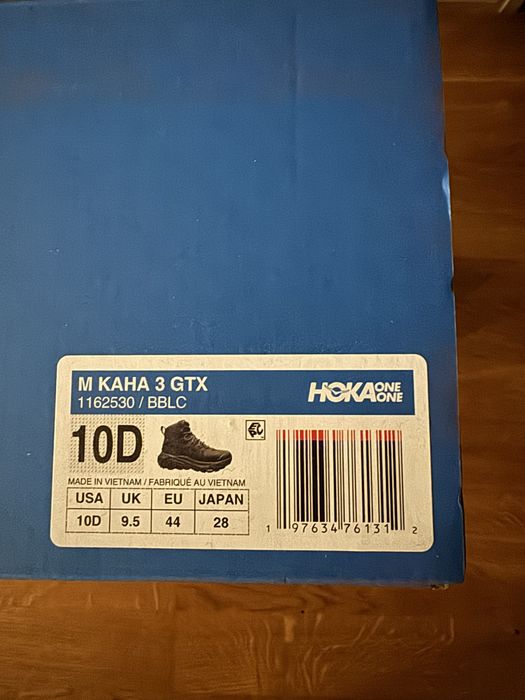 M KAHA 3 GTX
1162530 / BBLC
HOKA ONE ONE
10D
MADE IN VIETNAM / FABRIQUÉ AU VIETNAM
USA UK EU JAPAN
10D 9.5 44 28
1 97634 76131 2